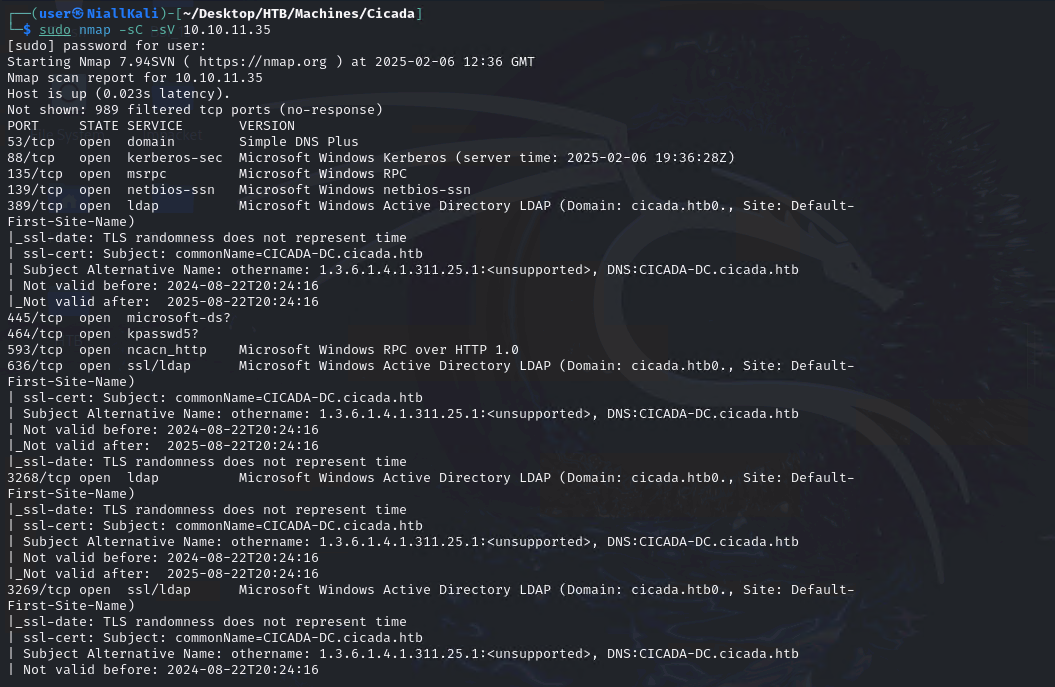 ┌──(user㉿NiallKali)-[~/Desktop/HTB/Machines/Cicada]
└─$ sudo nmap -sC -sV 10.10.11.35
[sudo] password for user:
Starting Nmap 7.94SVN ( https://nmap.org ) at 2025-02-06 12:36 GMT
Nmap scan report for 10.10.11.35
Host is up (0.023s latency).
Not shown: 989 filtered tcp ports (no-response)
PORT     STATE SERVICE       VERSION
53/tcp   open  domain        Simple DNS Plus
88/tcp   open  kerberos-sec  Microsoft Windows Kerberos (server time: 2025-02-06 19:36:28Z)
135/tcp  open  msrpc         Microsoft Windows RPC
139/tcp  open  netbios-ssn   Microsoft Windows netbios-ssn
389/tcp  open  ldap          Microsoft Windows Active Directory LDAP (Domain: cicada.htb0., Site: Default-
First-Site-Name)
|_ssl-date: TLS randomness does not represent time
| ssl-cert: Subject: commonName=CICADA-DC.cicada.htb
| Subject Alternative Name: othername: 1.3.6.1.4.1.311.25.1:<unsupported>, DNS:CICADA-DC.cicada.htb
| Not valid before: 2024-08-22T20:24:16
|_Not valid after:  2025-08-22T20:24:16
445/tcp  open  microsoft-ds?
464/tcp  open  kpasswd5?
593/tcp  open  ncacn_http    Microsoft Windows RPC over HTTP 1.0
636/tcp  open  ssl/ldap      Microsoft Windows Active Directory LDAP (Domain: cicada.htb0., Site: Default-
First-Site-Name)
| ssl-cert: Subject: commonName=CICADA-DC.cicada.htb
| Subject Alternative Name: othername: 1.3.6.1.4.1.311.25.1:<unsupported>, DNS:CICADA-DC.cicada.htb
| Not valid before: 2024-08-22T20:24:16
|_Not valid after:  2025-08-22T20:24:16
|_ssl-date: TLS randomness does not represent time
3268/tcp open  ldap          Microsoft Windows Active Directory LDAP (Domain: cicada.htb0., Site: Default-
First-Site-Name)
|_ssl-date: TLS randomness does not represent time
| ssl-cert: Subject: commonName=CICADA-DC.cicada.htb
| Subject Alternative Name: othername: 1.3.6.1.4.1.311.25.1:<unsupported>, DNS:CICADA-DC.cicada.htb
| Not valid before: 2024-08-22T20:24:16
|_Not valid after:  2025-08-22T20:24:16
3269/tcp open  ssl/ldap      Microsoft Windows Active Directory LDAP (Domain: cicada.htb0., Site: Default-
First-Site-Name)
|_ssl-date: TLS randomness does not represent time
| ssl-cert: Subject: commonName=CICADA-DC.cicada.htb
| Subject Alternative Name: othername: 1.3.6.1.4.1.311.25.1:<unsupported>, DNS:CICADA-DC.cicada.htb
| Not valid before: 2024-08-22T20:24:16